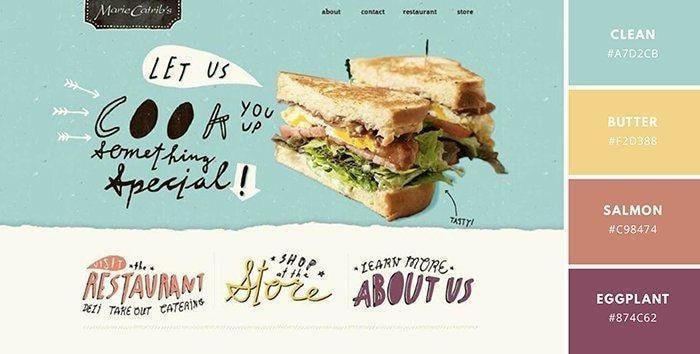 Marie Catrib's
about contact restaurant store
LET US
COOK YOU UP
something
special!
TASTY!
VISIT the
RESTAURANT
DELI TAKE OUT CATERING
SHOP
at the
Store
LEARN MORE
ABOUT US
CLEAN
#A7D2CB
BUTTER
#F2D388
SALMON
#C98474
EGGPLANT
#874C62